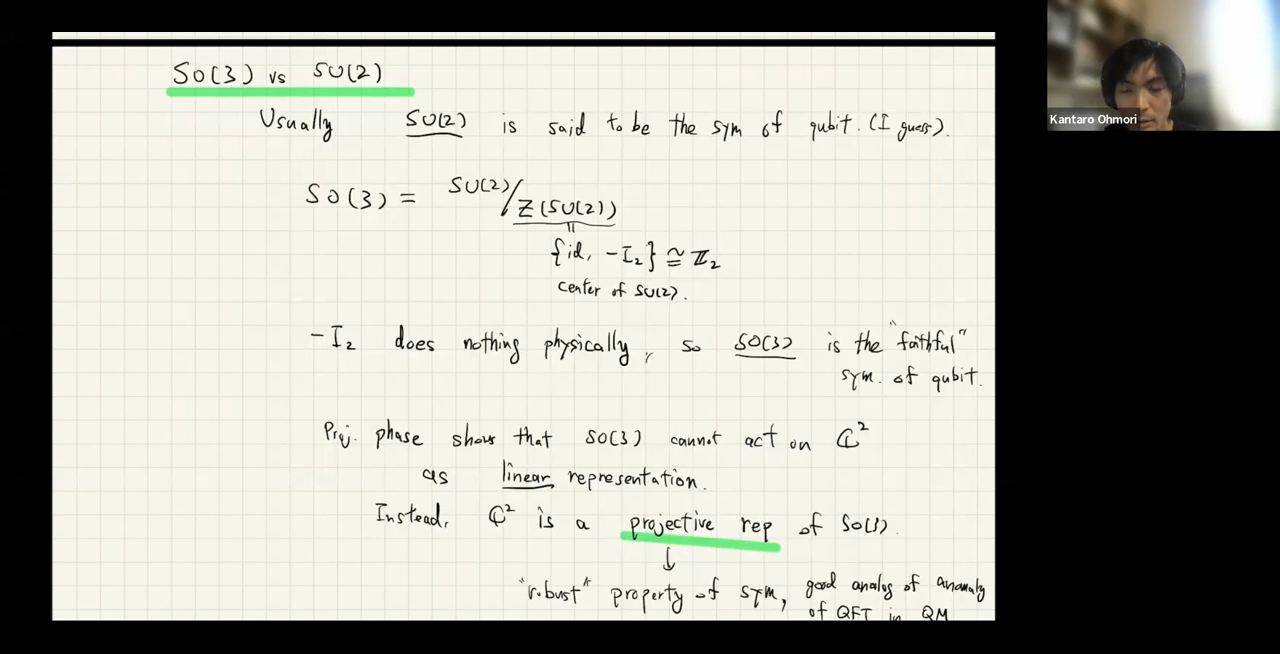 SO(3) vs SU(2)
Usually SU(2) is said to be the sym of qubit. (I guess).
SO(3) = SU(2)/Z(SU(2))
{id, -I₂} ≅ ℤ₂
center of SU(2).
-I₂ does nothing physically, so SO(3) is the "faithful"
sym. of qubit.
Proj. phase shows that SO(3) cannot act on ℂ²
as linear representation.
Instead, ℂ² is a projective rep of SO(3).
↓
"robust" property of sym, good analog of anomaly
of QFT in QM
Kantaro Ohmori